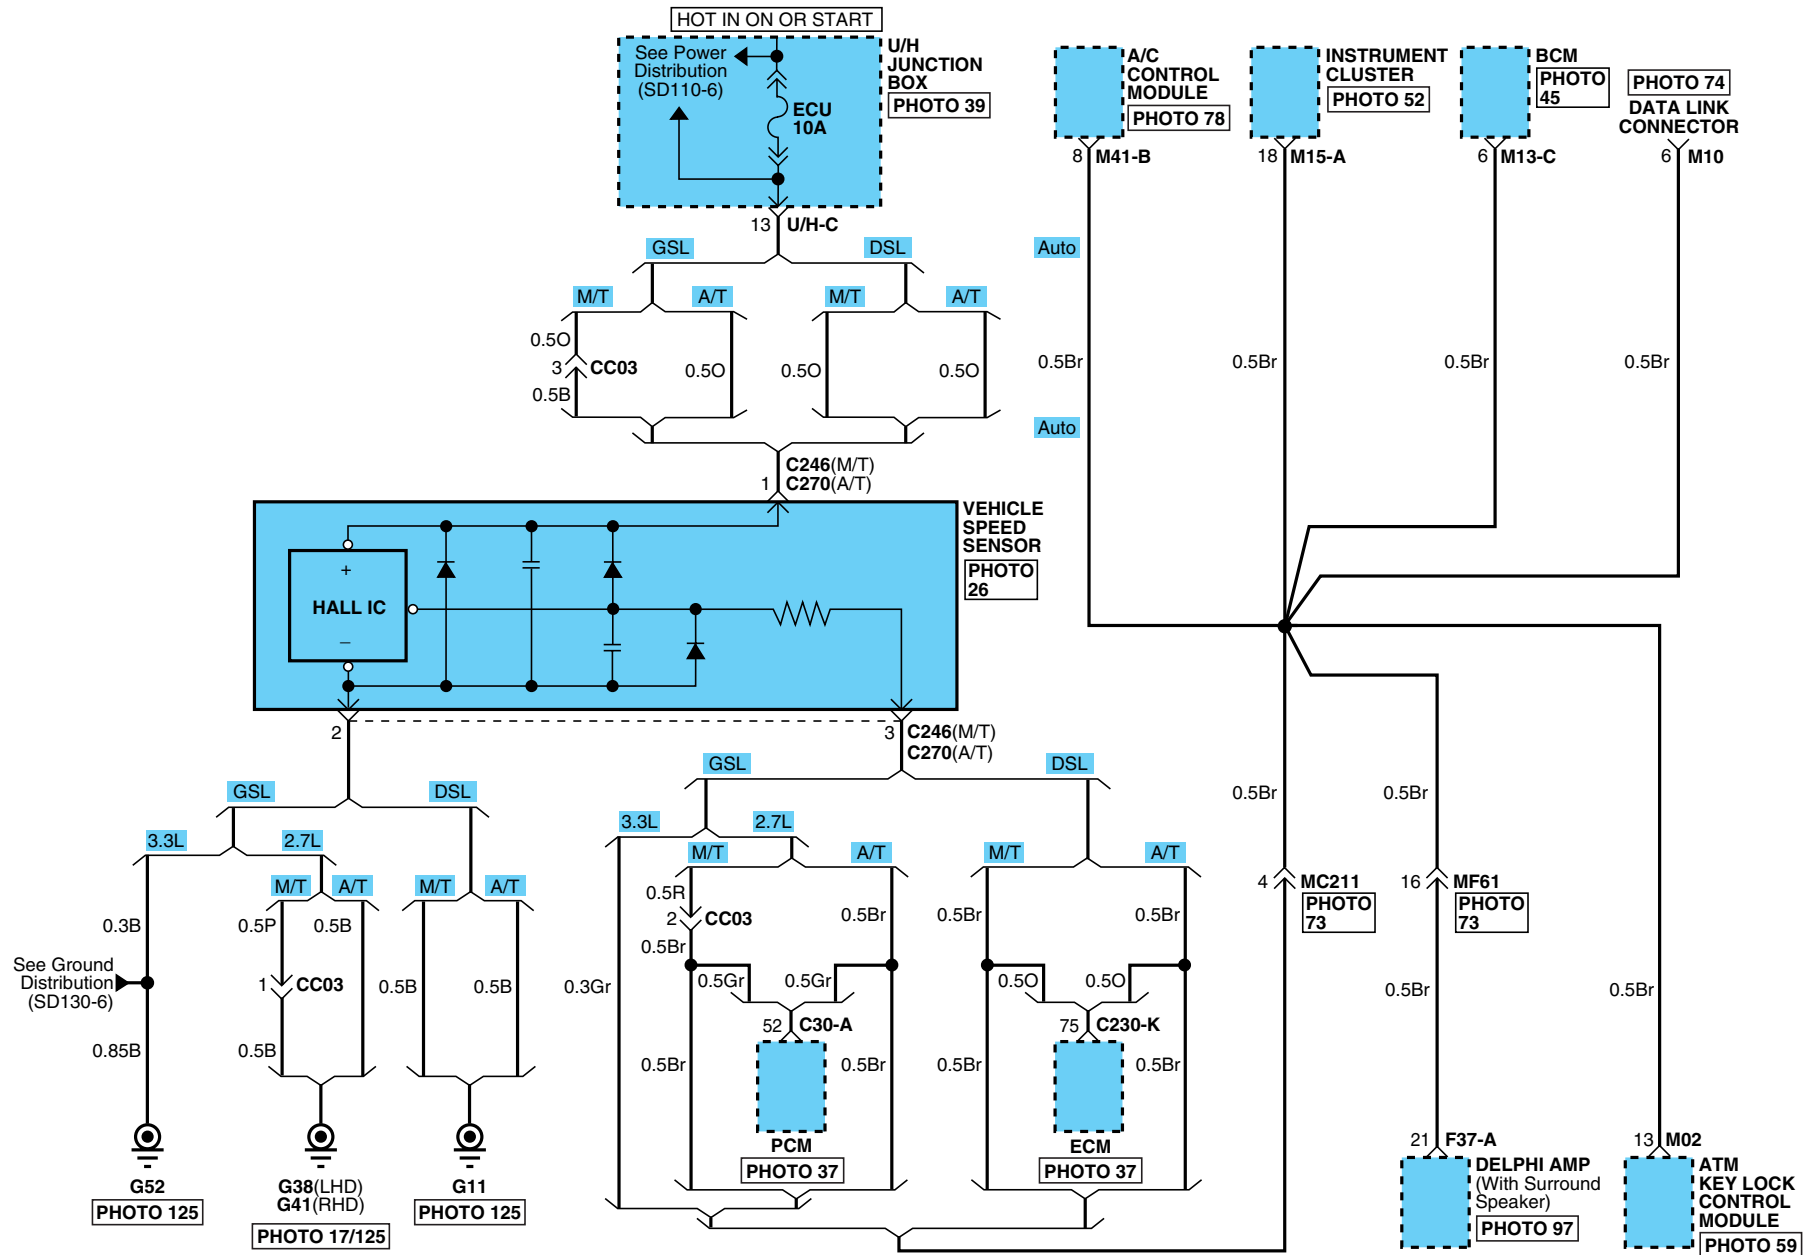 HOT IN ON OR START
See Power
Distribution
(SD110-6)
ECU
10A
U/H
JUNCTION
BOX
PHOTO 39
13 U/H-C
A/C
CONTROL
MODULE
PHOTO 78
8 M41-B
INSTRUMENT
CLUSTER
PHOTO 52
18 M15-A
BCM
PHOTO
45
6 M13-C
PHOTO 74
DATA LINK
CONNECTOR
6 M10
GSL
DSL
Auto
M/T
A/T
M/T
A/T
0.5O
3 CC03
0.5B
0.5O
0.5O
0.5O
0.5Br
0.5Br
0.5Br
0.5Br
Auto
C246(M/T)
1 C270(A/T)
VEHICLE
SPEED
SENSOR
PHOTO
26
+
HALL IC
–
2
3 C246(M/T)
C270(A/T)
GSL
DSL
GSL
DSL
3.3L
2.7L
M/T
A/T
M/T
A/T
0.3B
0.5P
0.5B
See Ground
Distribution
(SD130-6)
1 CC03
0.5B
0.5B
0.85B
0.5B
G52
PHOTO 125
G38(LHD)
G41(RHD)
PHOTO 17/125
G11
PHOTO 125
3.3L
2.7L
M/T
A/T
M/T
A/T
0.5R
2 CC03
0.5Br
0.5Br
0.5Br
0.5Br
0.3Gr
0.5Gr
0.5Gr
0.5O
0.5O
52 C30-A
75 C230-K
0.5Br
0.5Br
0.5Br
0.5Br
PCM
PHOTO 37
ECM
PHOTO 37
0.5Br
0.5Br
4 MC211
PHOTO
73
16 MF61
PHOTO
73
0.5Br
0.5Br
21 F37-A
DELPHI AMP
(With Surround
Speaker)
PHOTO 97
13 M02
ATM
KEY LOCK
CONTROL
MODULE
PHOTO 59